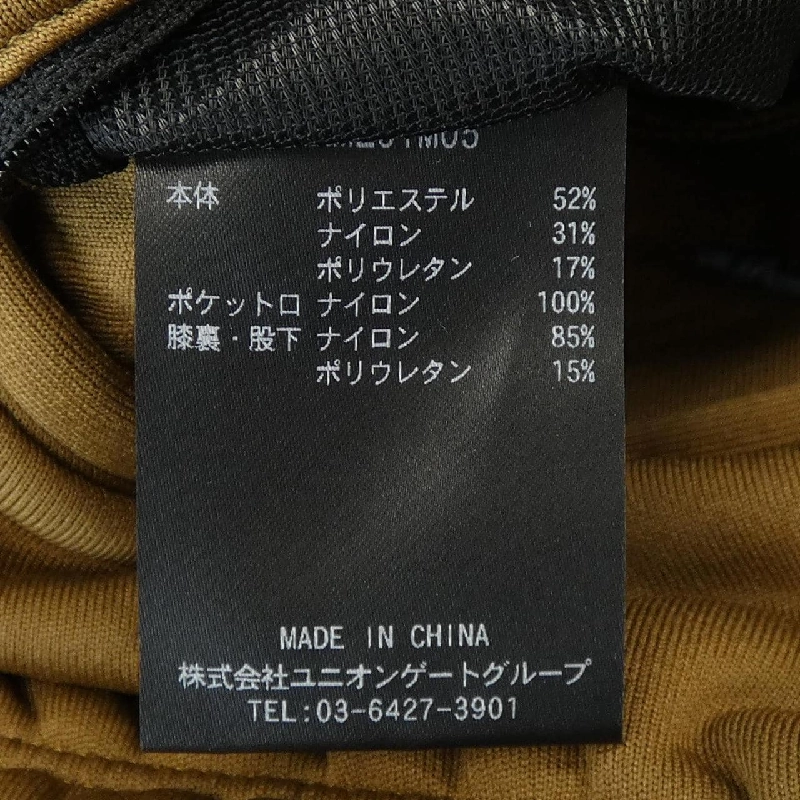 本体 ポリエステル 52%
ナイロン 31%
ポリウレタン 17%
ポケット口 ナイロン 100%
膝裏・股下 ナイロン 85%
ポリウレタン 15%
MADE IN CHINA
株式会社ユニオンゲートグループ
TEL:03-6427-3901